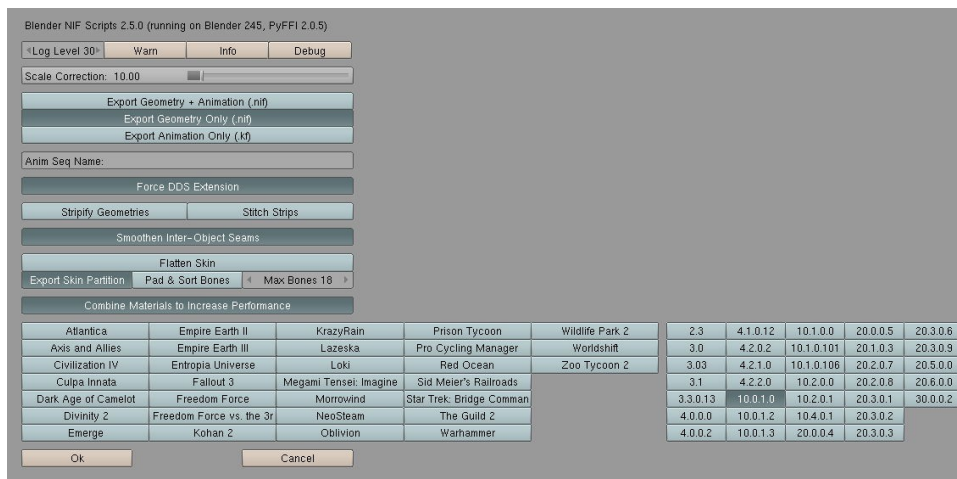 Blender NIF Scripts 2.5.0 (running on Blender 245, PyFFI 2.0.5)
Log Level 30 Warn Info Debug
Scale Correction: 10.00
Export Geometry + Animation (.nif)
Export Geometry Only (.nif)
Export Animation Only (.kf)
Anim Seq Name:
Force DDS Extension
Stripify Geometries Stitch Strips
Smoothen Inter-Object Seams
Flatten Skin
Export Skin Partition Pad & Sort Bones Max Bones 18
Combine Materials to Increase Performance
Atlantica Empire Earth II KrazyRain Prison Tycoon Wildlife Park 2 2.3 4.1.0.12 10.1.0.0 20.0.0.5 20.3.0.6
Axis and Allies Empire Earth III Lazeska Pro Cycling Manager Worldshift 3.0 4.2.0.2 10.1.0.101 20.1.0.3 20.3.0.9
Civilization IV Entropia Universe Loki Red Ocean Zoo Tycoon 2 3.03 4.2.1.0 10.1.0.106 20.2.0.7 20.5.0.0
Culpa Innata Fallout 3 Megami Tensei: Imagine Sid Meier's Railroads 3.1 4.2.2.0 10.2.0.0 20.2.0.8 20.6.0.0
Dark Age of Camelot Freedom Force Morrowind Star Trek: Bridge Comman 3.3.0.13 10.0.1.0 10.2.0.1 20.3.0.1 30.0.0.2
Divinity 2 Freedom Force vs. the 3r NeoSteam The Guild 2 4.0.0.0 10.0.1.2 10.4.0.1 20.3.0.2
Emerge Kohan 2 Oblivion Warhammer 4.0.0.2 10.0.1.3 20.0.0.4 20.3.0.3
Ok Cancel